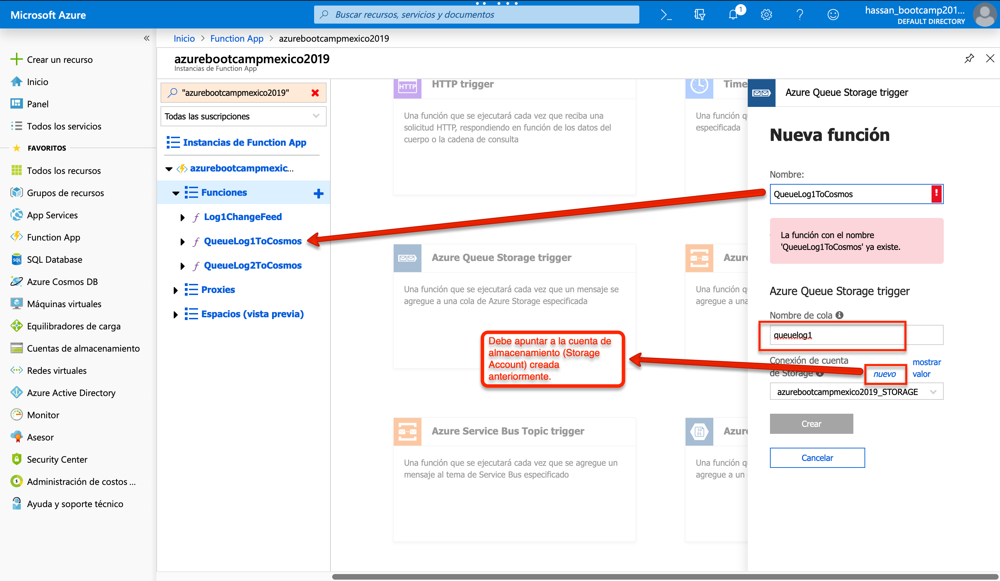 Microsoft Azure
Buscar recursos, servicios y documentos
1
hassan_bootcamp201...
DEFAULT DIRECTORY
Crear un recurso
Inicio
Panel
Todos los servicios
FAVORITOS
Todos los recursos
Grupos de recursos
App Services
Function App
SQL
SQL Database
Azure Cosmos DB
Máquinas virtuales
Equilibradores de carga
Cuentas de almacenamiento
Redes virtuales
Azure Active Directory
Monitor
Asesor
Security Center
Administración de costos ...
Ayuda y soporte técnico
Inicio > Function App > azurebootcampmexico2019
azurebootcampmexico2019
Instancias de Function App
"azurebootcampmexico2019"
Todas las suscripciones
Instancias de Function App
azurebootcampmexic...
Funciones
Log1ChangeFeed
QueueLog1ToCosmos
QueueLog2ToCosmos
Proxies
Espacios (vista previa)
HTTP
HTTP trigger
Una función que se ejecutará cada vez que reciba una
solicitud HTTP, respondiendo en función de los datos del
cuerpo o la cadena de consulta
Time
Una función q
especificada
Azure Queue Storage trigger
Una función que se ejecutará cada vez que un mensaje se
agregue a una cola de Azure Storage especificada
Azur
Una función q
agregue a una
Debe apuntar a la cuenta de
almacenamiento (Storage
Account) creada
anteriormente.
Azure Service Bus Topic trigger
Una función que se ejecutará cada vez que se agregue un
mensaje al tema de Service Bus especificado
10
01
Azur
Una función q
agregue a un
Azure Queue Storage trigger
Nueva función
Nombre:
QueueLog1ToCosmos
!
La función con el nombre
'QueueLog1ToCosmos' ya existe.
Azure Queue Storage trigger
Nombre de cola
queuelog1
Conexión de cuenta
de Storage
nuevo
mostrar
valor
azurebootcampmexico2019_STORAGE
Crear
Cancelar